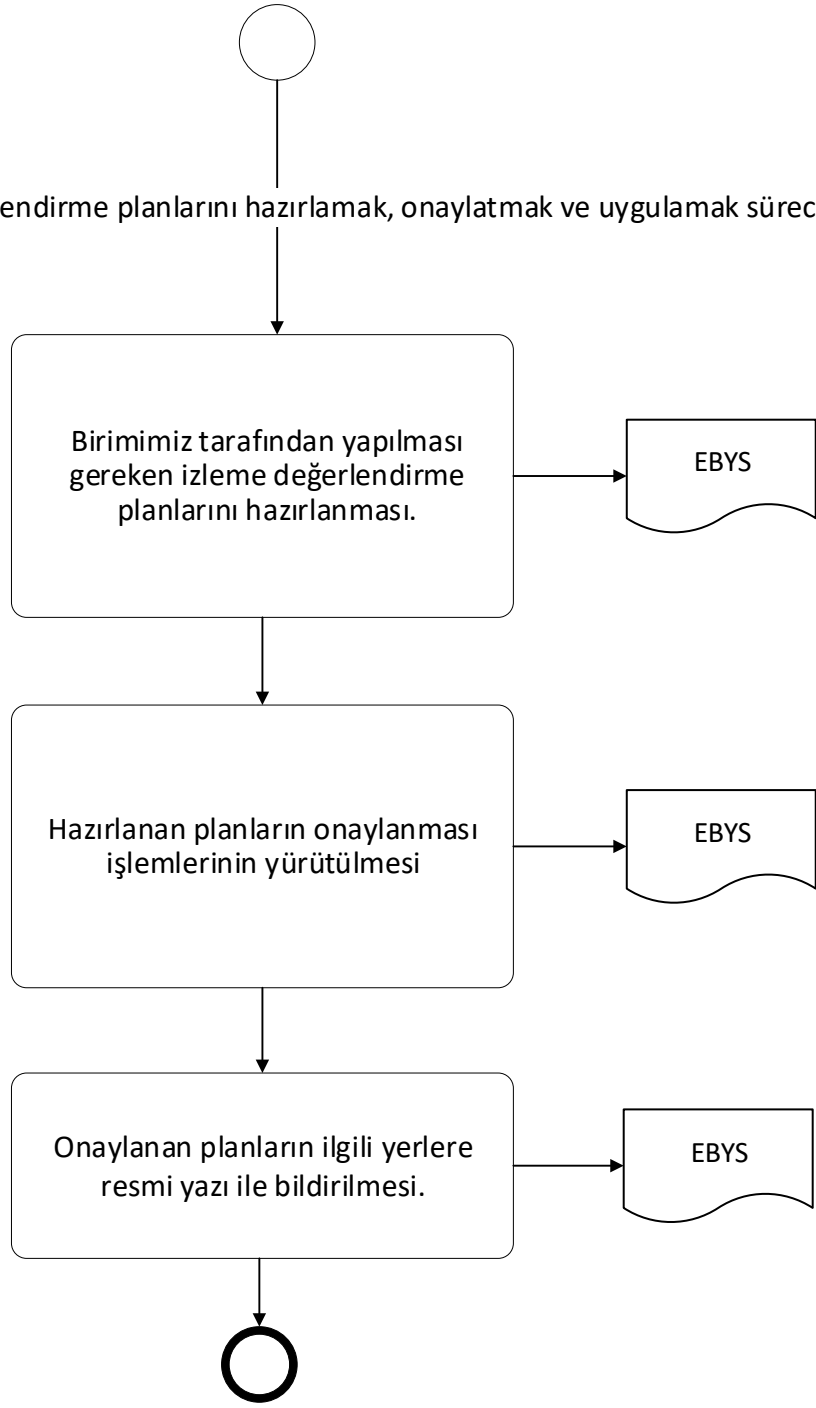 endirme planlarını hazırlamak, onaylatmak ve uygulamak sürec
Birimimiz tarafından yapılması
gereken izleme değerlendirme
planlarını hazırlanması.
EBYS
Hazırlanan planların onaylanması
işlemlerinin yürütülmesi
EBYS
Onaylanan planların ilgili yerlere
resmi yazı ile bildirilmesi.
EBYS